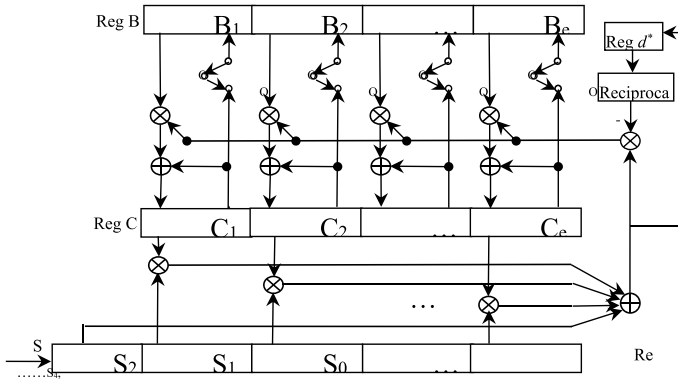 Reg B B1 B2 … Be
Reg d*
Reciproca
-
Reg C C1 C2 … Ce
…
S
S2 S1 S0 …
Re